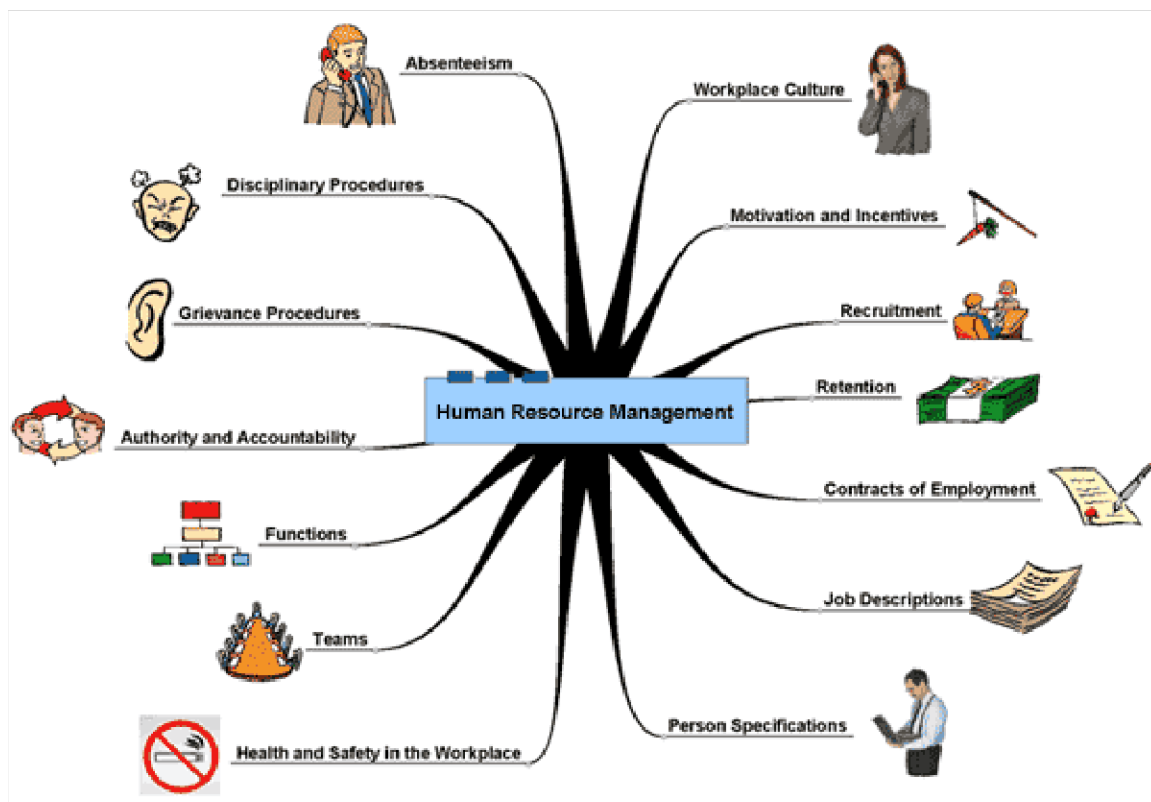 Absenteeism
Workplace Culture
Disciplinary Procedures
Motivation and Incentives
Grievance Procedures
Recruitment
Retention
Human Resource Management
Authority and Accountability
Contracts of Employment
Functions
Job Descriptions
Teams
Person Specifications
Health and Safety in the Workplace